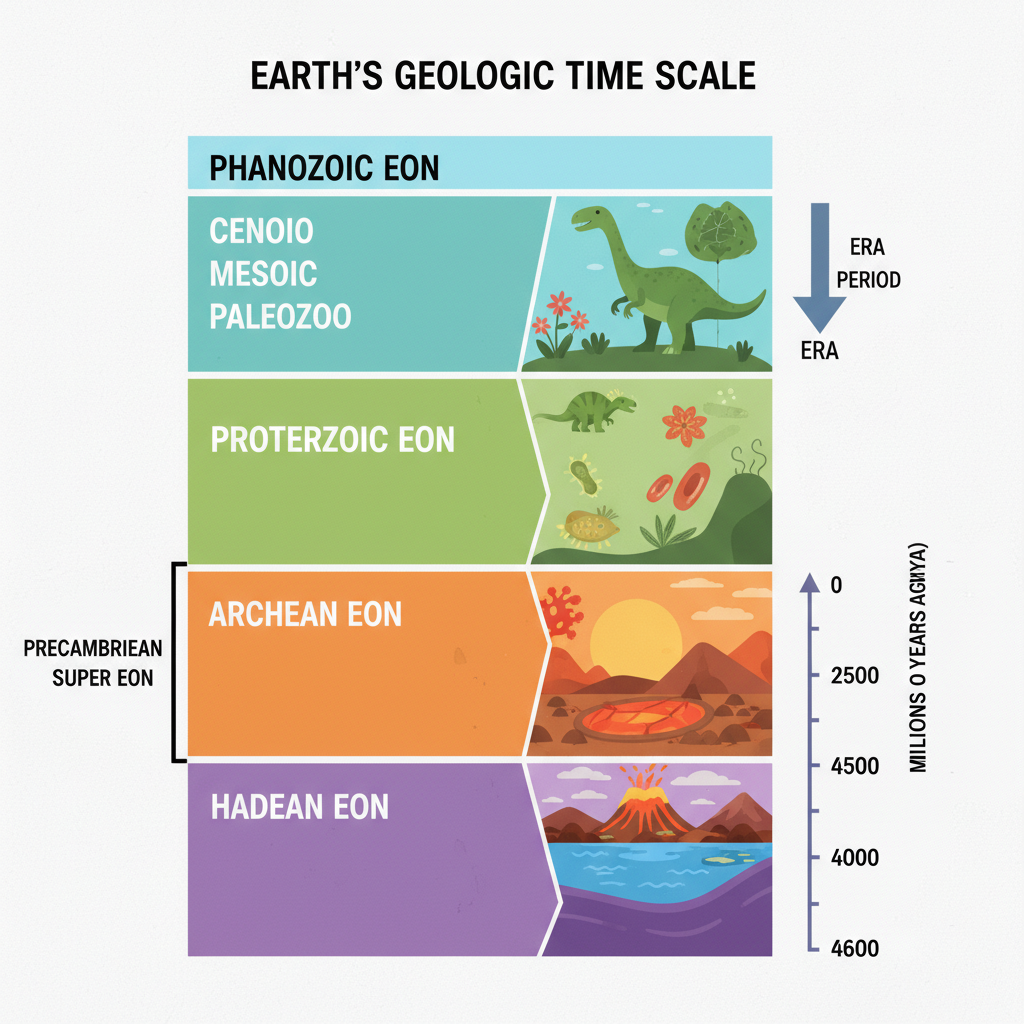 EARTH'S GEOLOGIC TIME SCALE
PHANOZOIC EON
CENOIO
MESOIC
PALEOZOO
ERA
PERIOD
ERA
PROTERZOIC EON
ARCHEAN EON
PRECAMBRIEAN
SUPER EON
HADEAN EON
0
2500
4500
4000
4600
MILIONS O YEARS